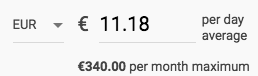 EUR € 11.18 per day average
€340.00 per month maximum